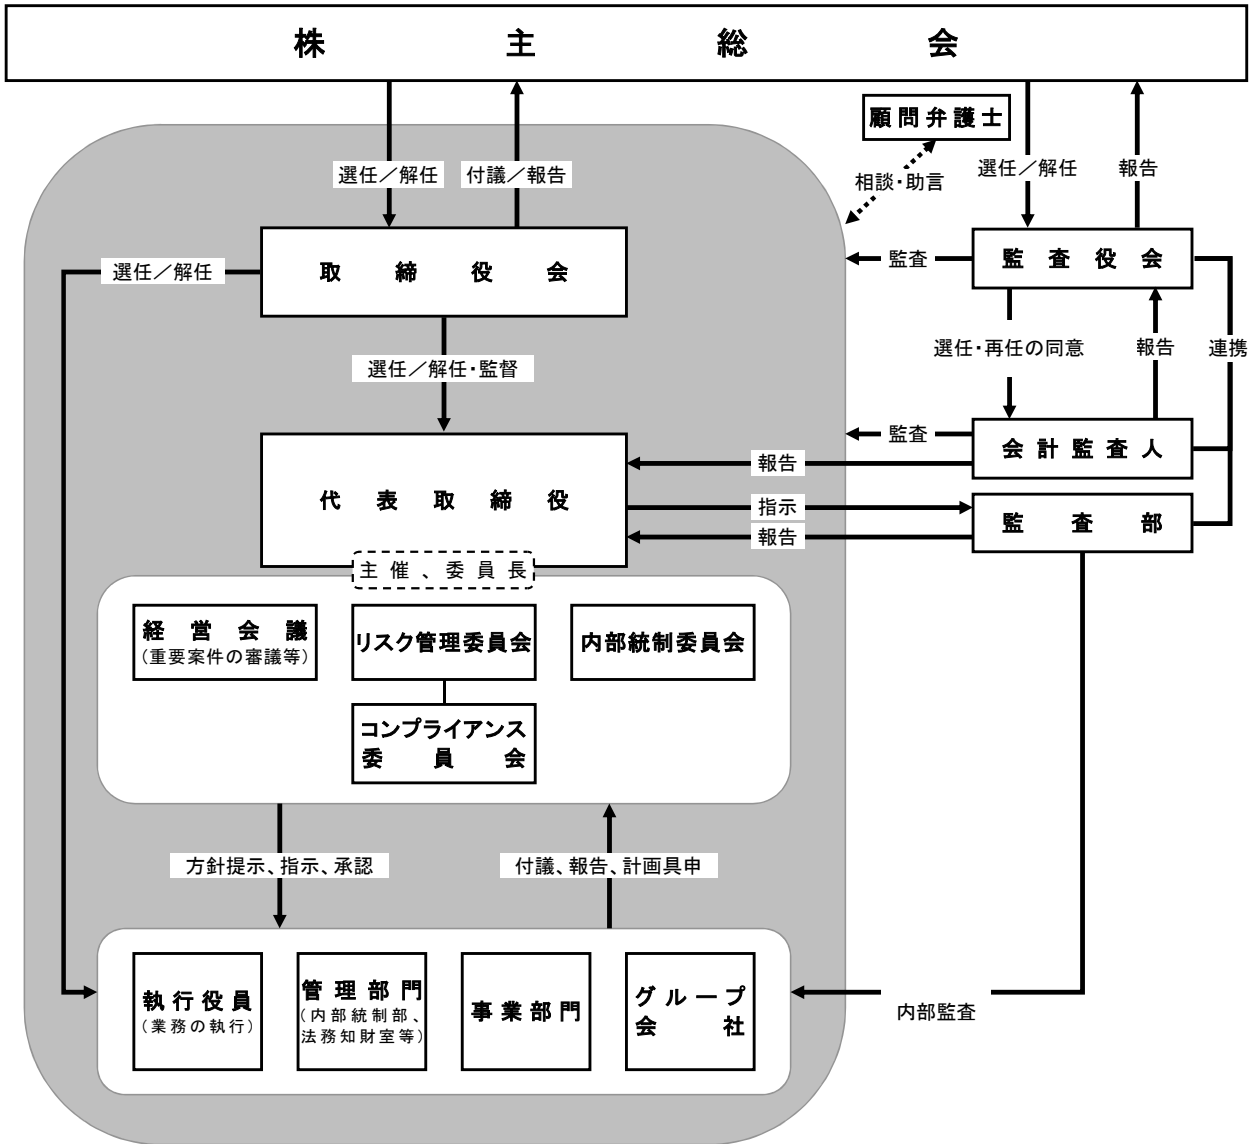 株主総会
顧問弁護士
選任／解任
付議／報告
相談・助言
選任／解任
報告
取締役会
監査役会
選任／解任
監査
選任・再任の同意
報告
連携
選任／解任・監督
監査
会計監査人
報告
代表取締役
指示
監査部
報告
主催、委員長
経営会議
（重要案件の審議等）
リスク管理委員会
内部統制委員会
コンプライアンス
委員会
方針提示、指示、承認
付議、報告、計画具申
執行役員
（業務の執行）
管理部門
（内部統制部、
法務知財室等）
事業部門
グループ
会社
内部監査